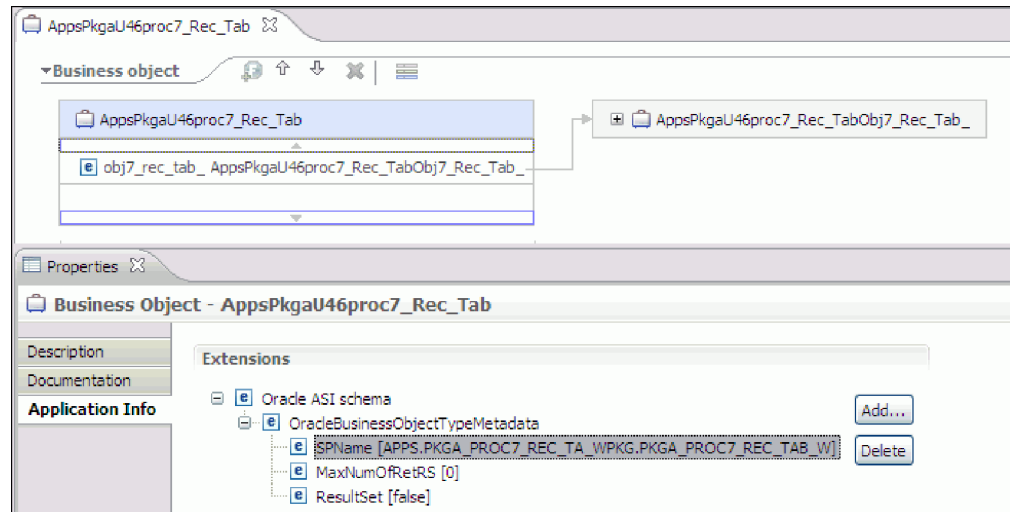 AppsPkgaU46proc7_Rec_Tab
Business object
AppsPkgaU46proc7_Rec_Tab
AppsPkgaU46proc7_Rec_TabObj7_Rec_Tab_
obj7_rec_tab_ AppsPkgaU46proc7_Rec_TabObj7_Rec_Tab_
Properties
Business Object - AppsPkgaU46proc7_Rec_Tab
Description
Documentation
Application Info
Extensions
Oracle ASI schema
OracleBusinessObjectTypeMetadata
SPName [APPS.PKGA_PROC7_REC_TA_WPKG.PKGA_PROC7_REC_TAB_W]
MaxNumOfRetRS [0]
ResultSet [false]
Add...
Delete